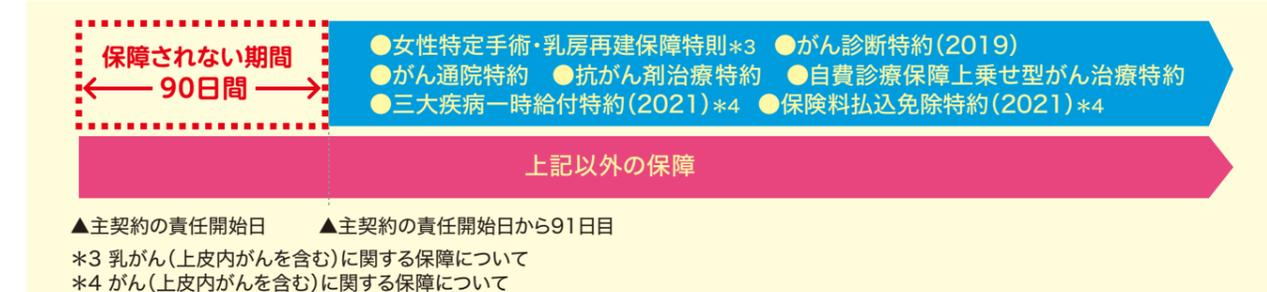 保障されない期間
90日間
●女性特定手術・乳房再建保障特則＊3 ●がん診断特約（2019）
●がん通院特約 ●抗がん剤治療特約 ●自費診療保障上乗せ型がん治療特約
●三大疾病一時給付特約（2021）＊4 ●保険料払込免除特約（2021）＊4
上記以外の保障
▲主契約の責任開始日 ▲主契約の責任開始日から91日目
＊3 乳がん（上皮内がんを含む）に関する保障について
＊4 がん（上皮内がんを含む）に関する保障について